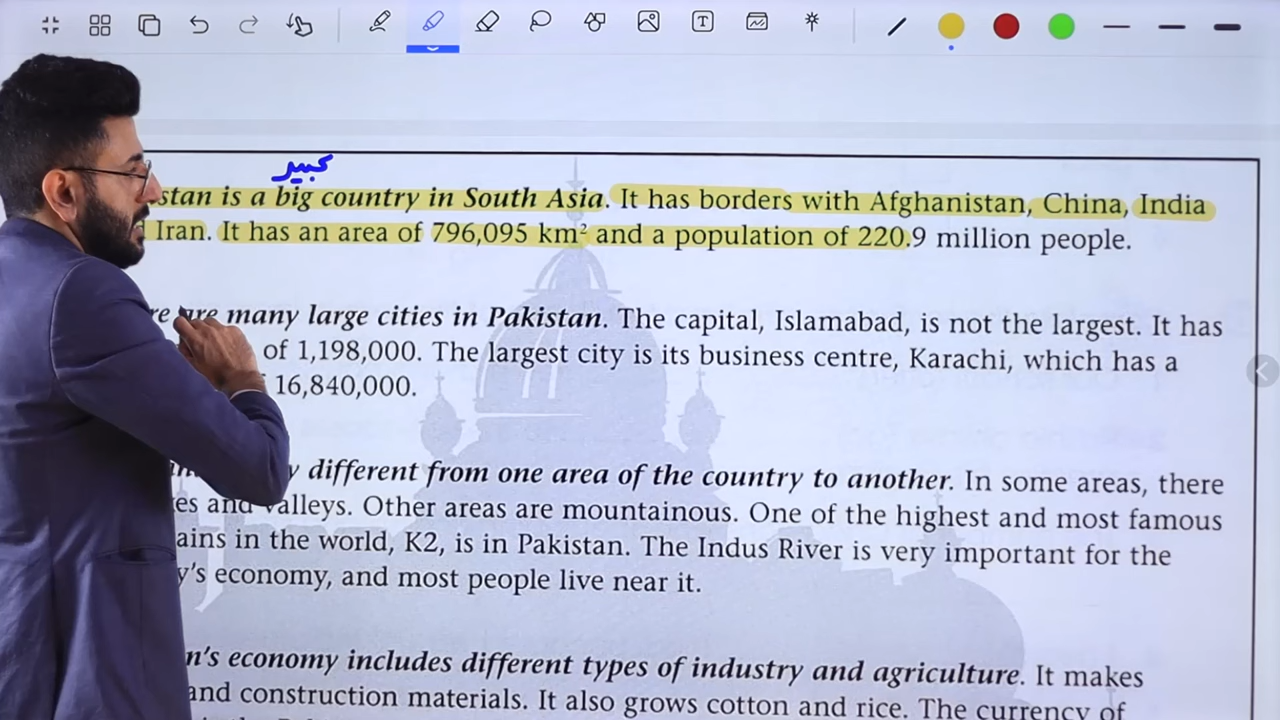 كبير
stan is a big country in South Asia. It has borders with Afghanistan, China, India
Iran. It has an area of 796,095 km² and a population of 220.9 million people.
re are many large cities in Pakistan. The capital, Islamabad, is not the largest. It has
of 1,198,000. The largest city is its business centre, Karachi, which has a
16,840,000.
y different from one area of the country to another. In some areas, there
es and valleys. Other areas are mountainous. One of the highest and most famous
ains in the world, K2, is in Pakistan. The Indus River is very important for the
y's economy, and most people live near it.
n's economy includes different types of industry and agriculture. It makes
and construction materials. It also grows cotton and rice. The currency of